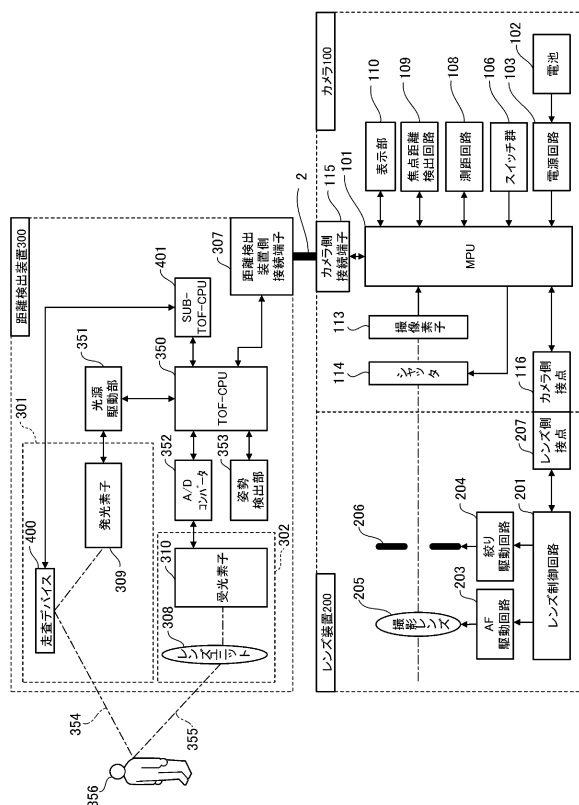 距離検出装置300
301
400
走査デバイス
309
発光素子
351
光源
駆動部
401
SUB-
TOF-CPU
350
TOF-CPU
307
距離検出
装置側
接続端子
352
A/D
コンバータ
353
姿勢
検出部
302
310
受光素子
308
レンズユニット
354
355
356
2
カメラ100
115
カメラ側
接続端子
101
MPU
110
表示部
109
焦点距離
検出回路
108
測距回路
106
スイッチ群
103
電源回路
102
電池
113
撮像素子
114
シャッタ
116
カメラ側
接点
レンズ装置200
207
レンズ側
接点
201
レンズ制御回路
203
AF
駆動回路
204
絞り
駆動回路
205
撮影レンズ
206